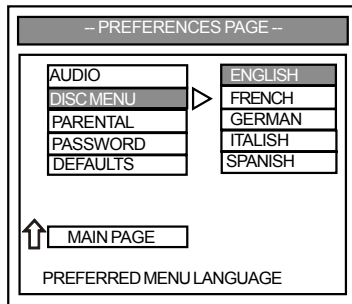 -- PREFERENCES PAGE --
AUDIO
DISC MENU
PARENTAL
PASSWORD
DEFAULTS
ENGLISH
FRENCH
GERMAN
ITALISH
SPANISH
MAIN PAGE
PREFERRED MENU LANGUAGE